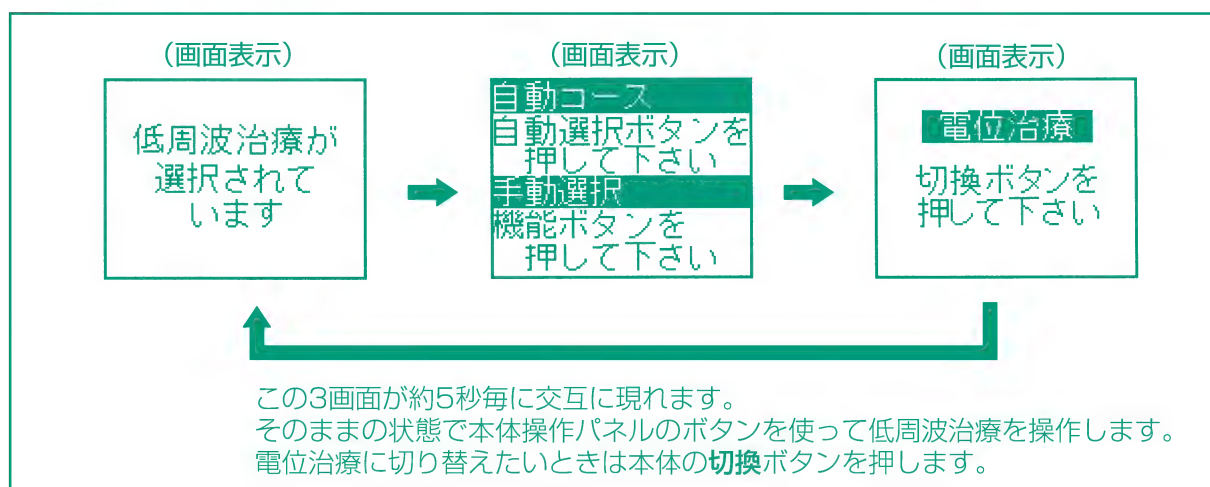 (画面表示)
低周波治療が
選択されて
います
(画面表示)
自動コース
自動選択ボタンを
押して下さい
手動選択
機能ボタンを
押して下さい
(画面表示)
電位治療
切換ボタンを
押して下さい
この3画面が約5秒毎に交互に現れます。
そのままの状態で本体操作パネルのボタンを使って低周波治療を操作します。
電位治療に切り替えたいときは本体の切換ボタンを押します。